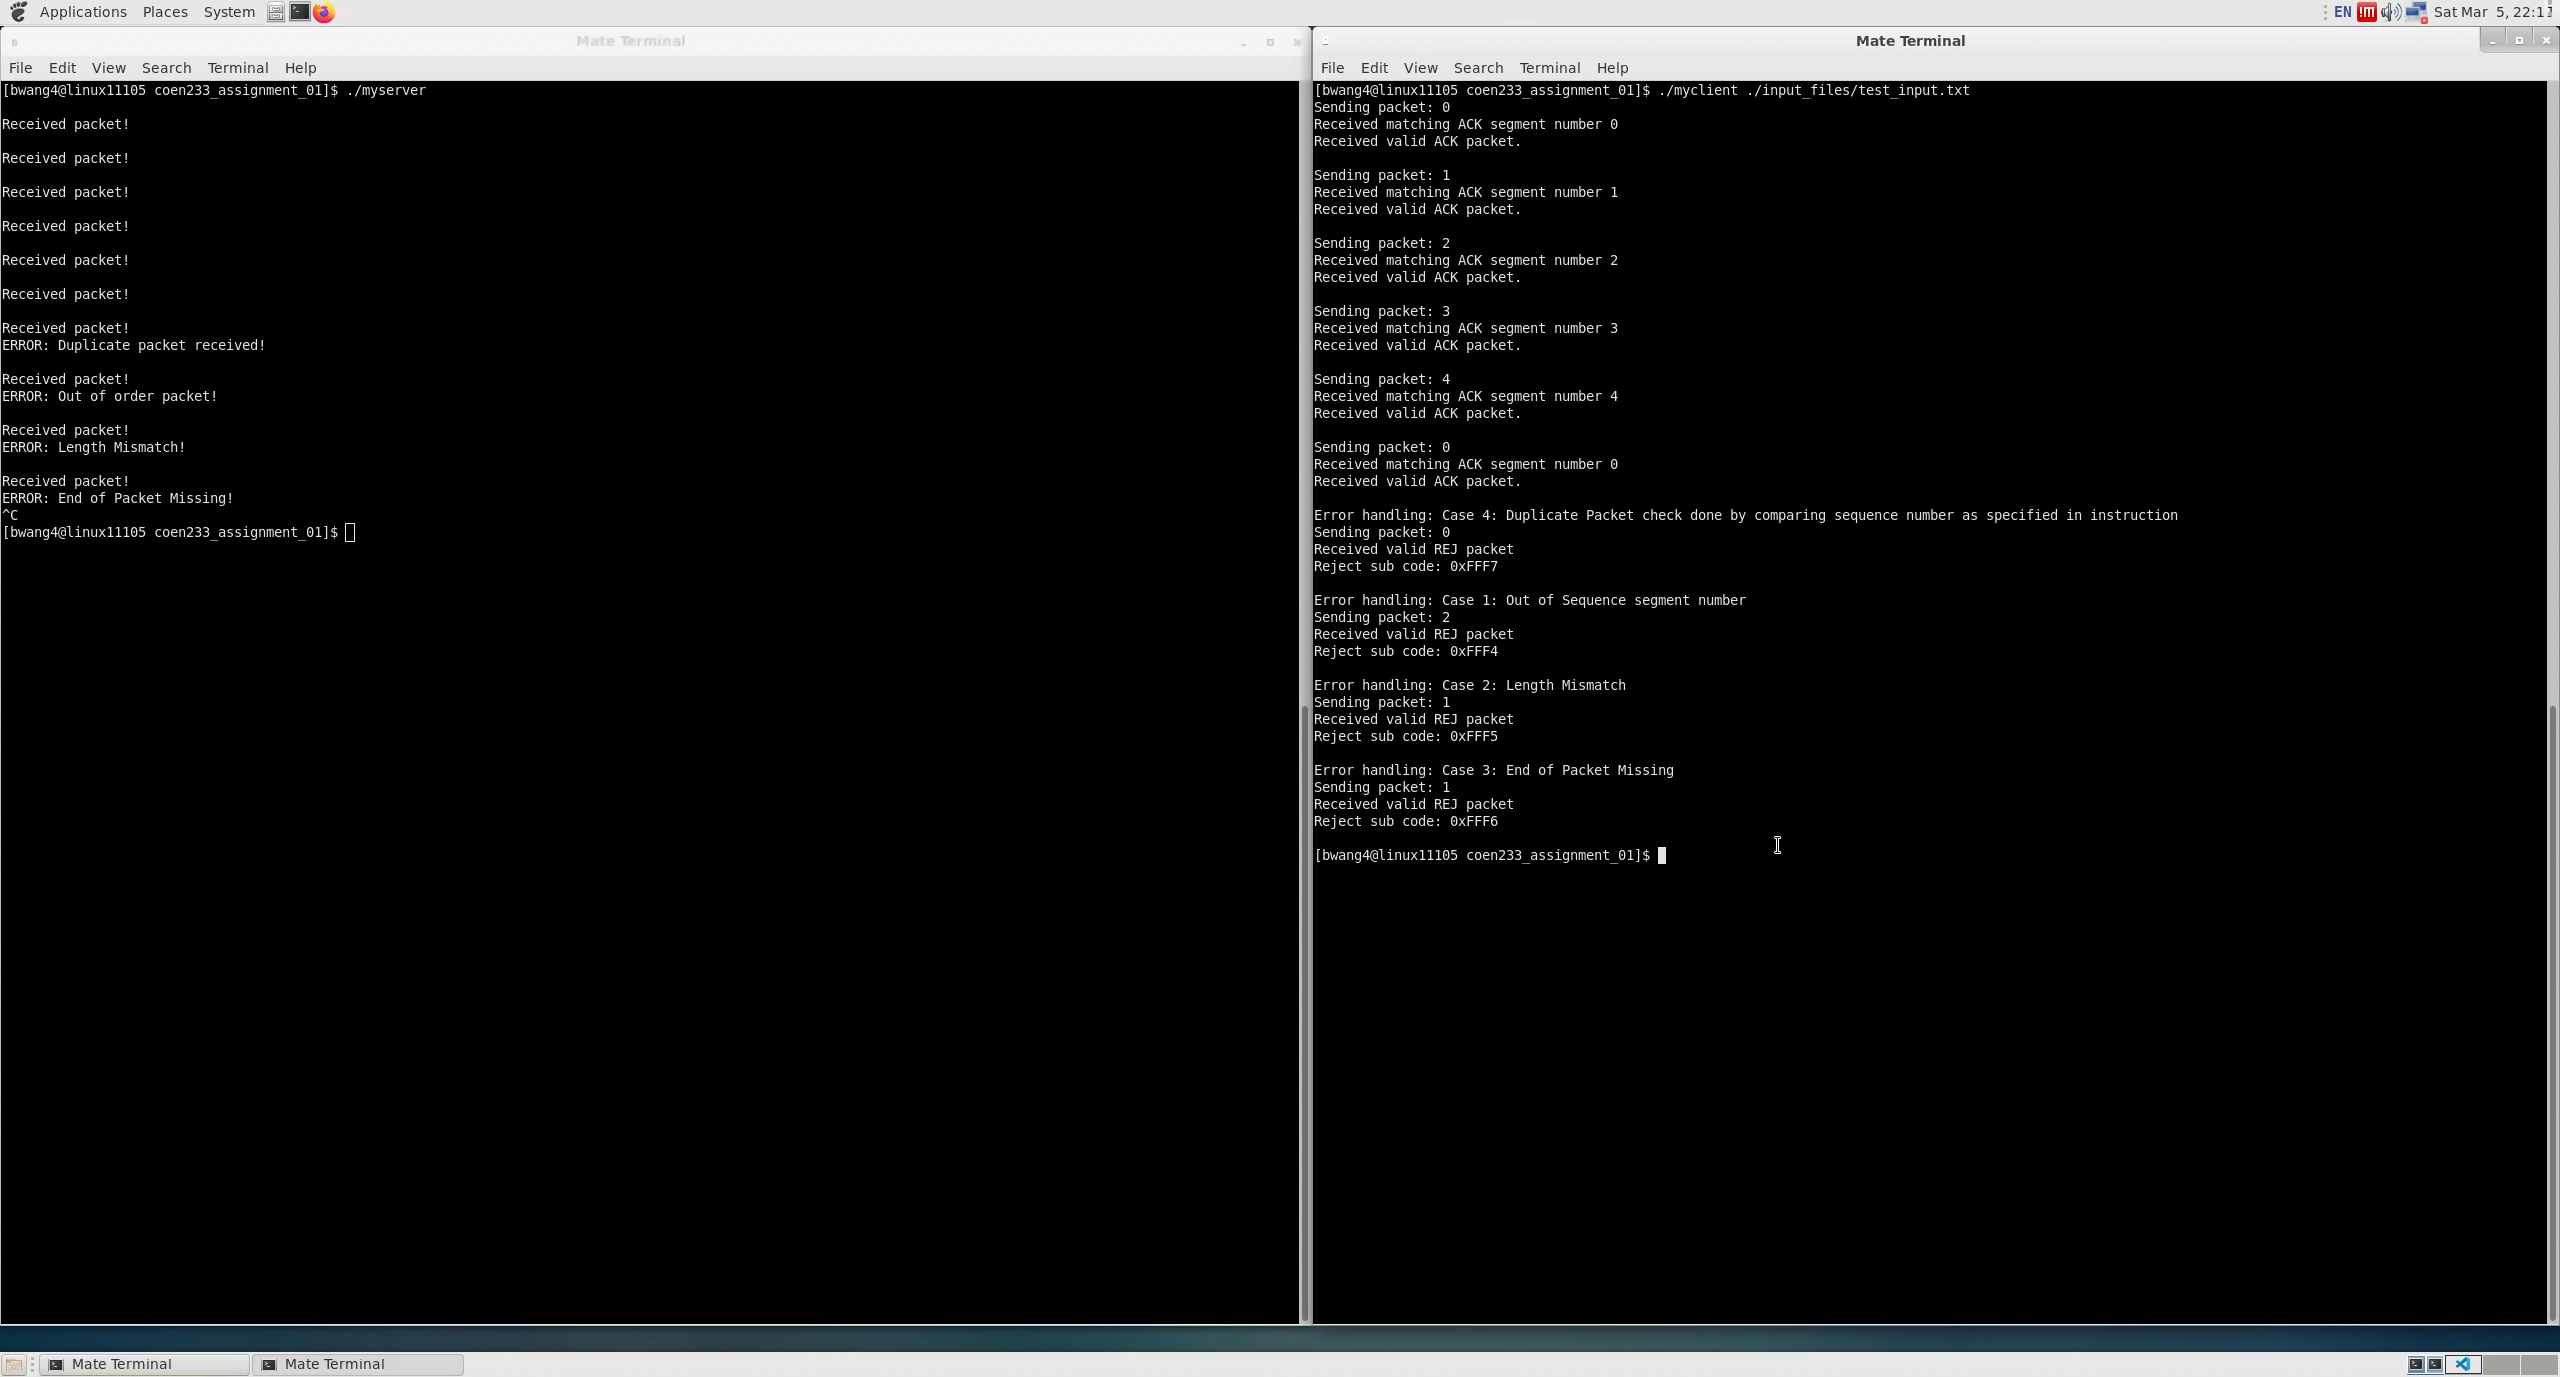 Applications Places System
EN !m Sat Mar 5, 22:1
Mate Terminal
File Edit View Search Terminal Help
[bwang4@linux11105 coen233_assignment_01]$ ./myserver
Received packet!
Received packet!
Received packet!
Received packet!
Received packet!
Received packet!
Received packet!
ERROR: Duplicate packet received!
Received packet!
ERROR: Out of order packet!
Received packet!
ERROR: Length Mismatch!
Received packet!
ERROR: End of Packet Missing!
^C
[bwang4@linux11105 coen233_assignment_01]$
Mate Terminal
File Edit View Search Terminal Help
[bwang4@linux11105 coen233_assignment_01]$ ./myclient ./input_files/test_input.txt
Sending packet: 0
Received matching ACK segment number 0
Received valid ACK packet.
Sending packet: 1
Received matching ACK segment number 1
Received valid ACK packet.
Sending packet: 2
Received matching ACK segment number 2
Received valid ACK packet.
Sending packet: 3
Received matching ACK segment number 3
Received valid ACK packet.
Sending packet: 4
Received matching ACK segment number 4
Received valid ACK packet.
Sending packet: 0
Received matching ACK segment number 0
Received valid ACK packet.
Error handling: Case 4: Duplicate Packet check done by comparing sequence number as specified in instruction
Sending packet: 0
Received valid REJ packet
Reject sub code: 0xFFF7
Error handling: Case 1: Out of Sequence segment number
Sending packet: 2
Received valid REJ packet
Reject sub code: 0xFFF4
Error handling: Case 2: Length Mismatch
Sending packet: 1
Received valid REJ packet
Reject sub code: 0xFFF5
Error handling: Case 3: End of Packet Missing
Sending packet: 1
Received valid REJ packet
Reject sub code: 0xFFF6
[bwang4@linux11105 coen233_assignment_01]$
Mate Terminal
Mate Terminal